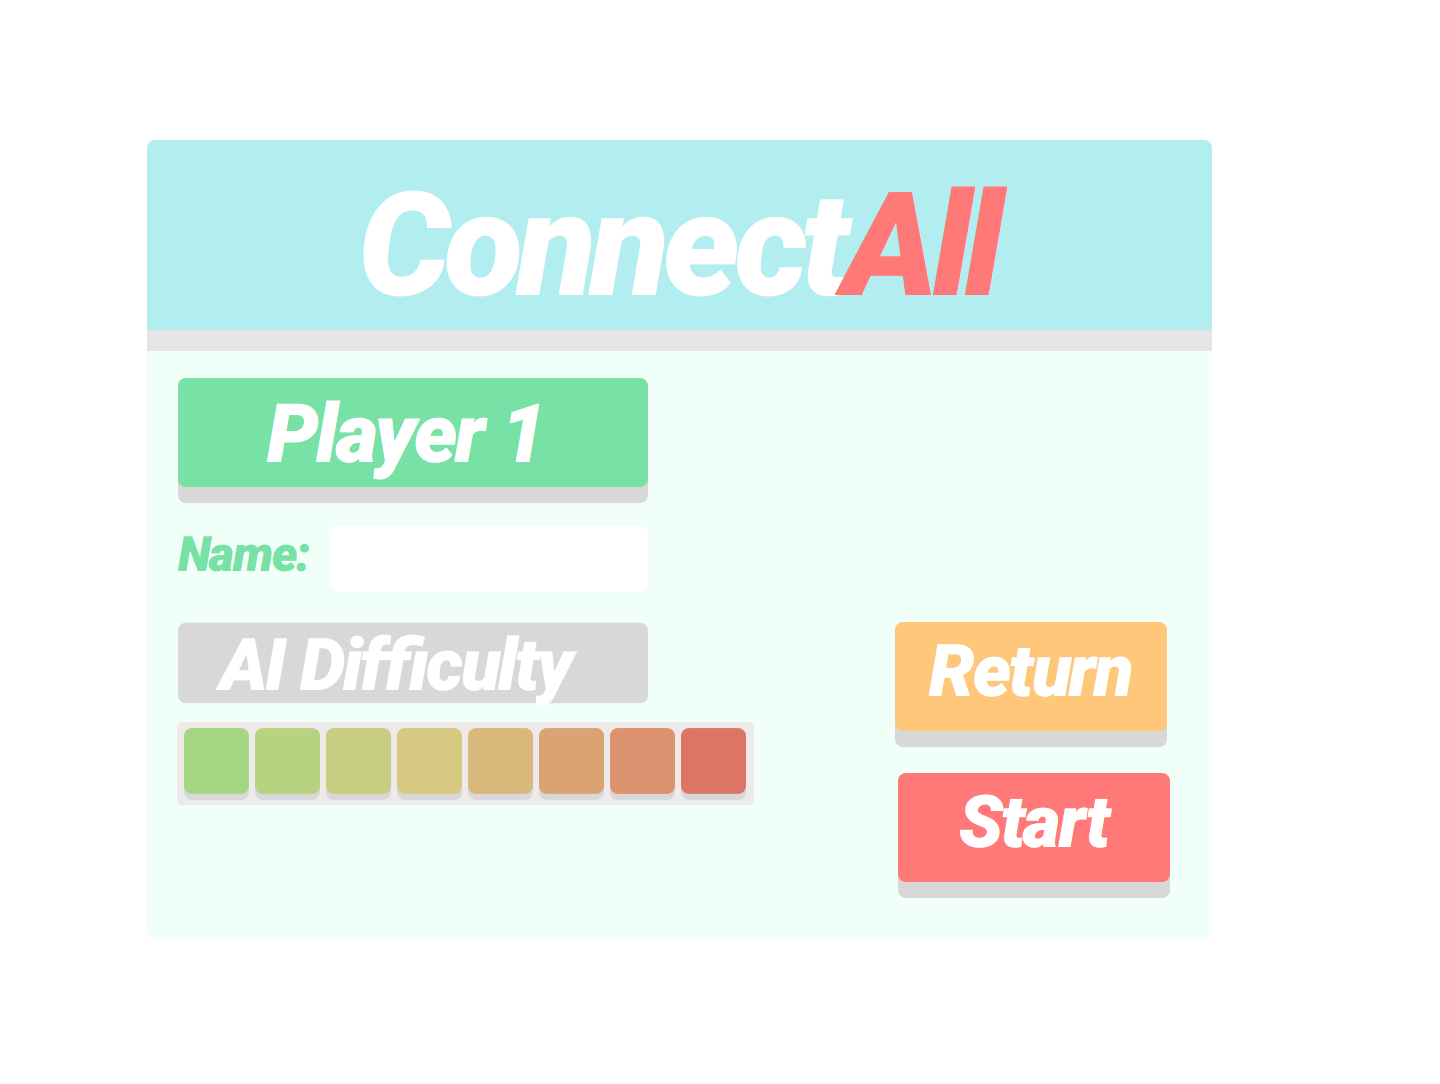 ConnectAll
Player 1
Name:
AI Difficulty
Return
Start